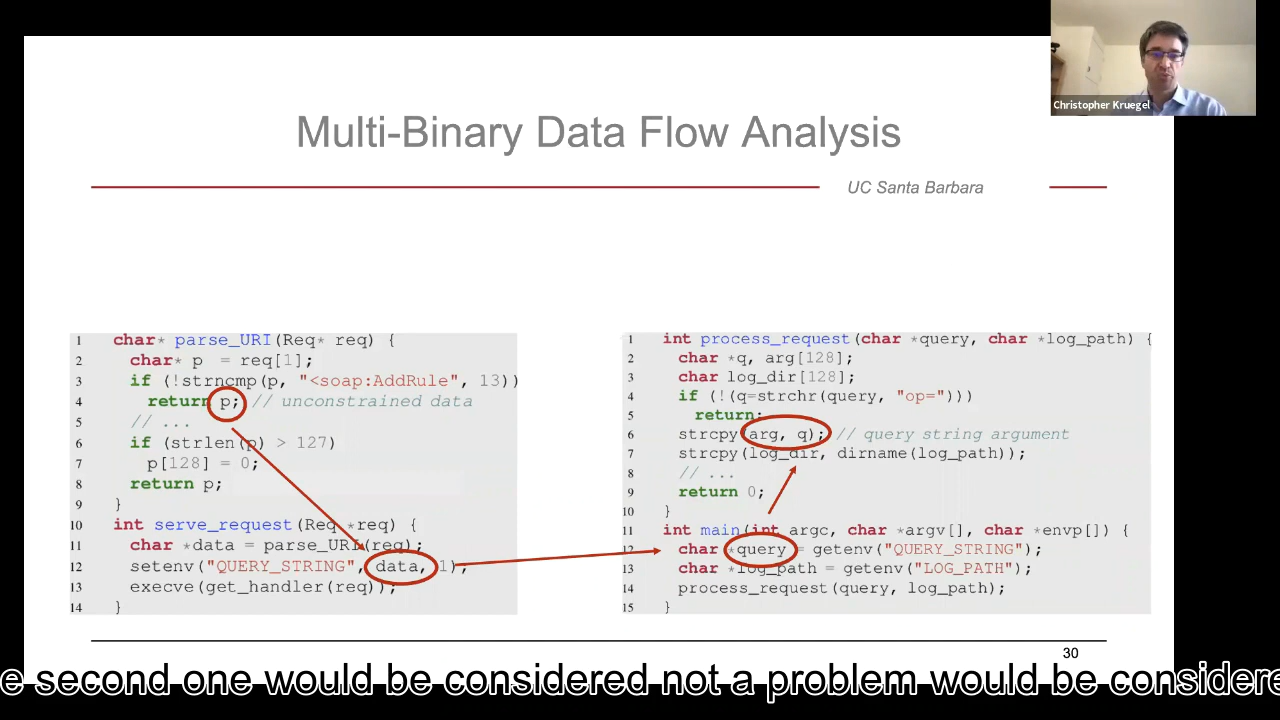 Christopher Kruegel
Multi-Binary Data Flow Analysis
UC Santa Barbara
1 char* parse_URI(Req* req) {
2 char* p = req[1];
3 if (!strncmp(p, "<soap:AddRule", 13))
4 return p; // unconstrained data
5 // ...
6 if (strlen(p) > 127)
7 p[128] = 0;
8 return p;
9 }
10 int serve_request(Req *req) {
11 char *data = parse_URI(req);
12 setenv("QUERY_STRING", data, 1);
13 execve(get_handler(req));
14 }
1 int process_request(char *query, char *log_path) {
2 char *q, arg[128];
3 char log_dir[128];
4 if (!(q=strchr(query, "op=")))
5 return;
6 strcpy(arg, q); // query string argument
7 strcpy(log_dir, dirname(log_path));
8 // ...
9 return 0;
10 }
11 int main(int argc, char *argv[], char *envp[]) {
12 char *query = getenv("QUERY_STRING");
13 char *log_path = getenv("LOG_PATH");
14 process_request(query, log_path);
15 }
30
e second one would be considered not a problem would be considere